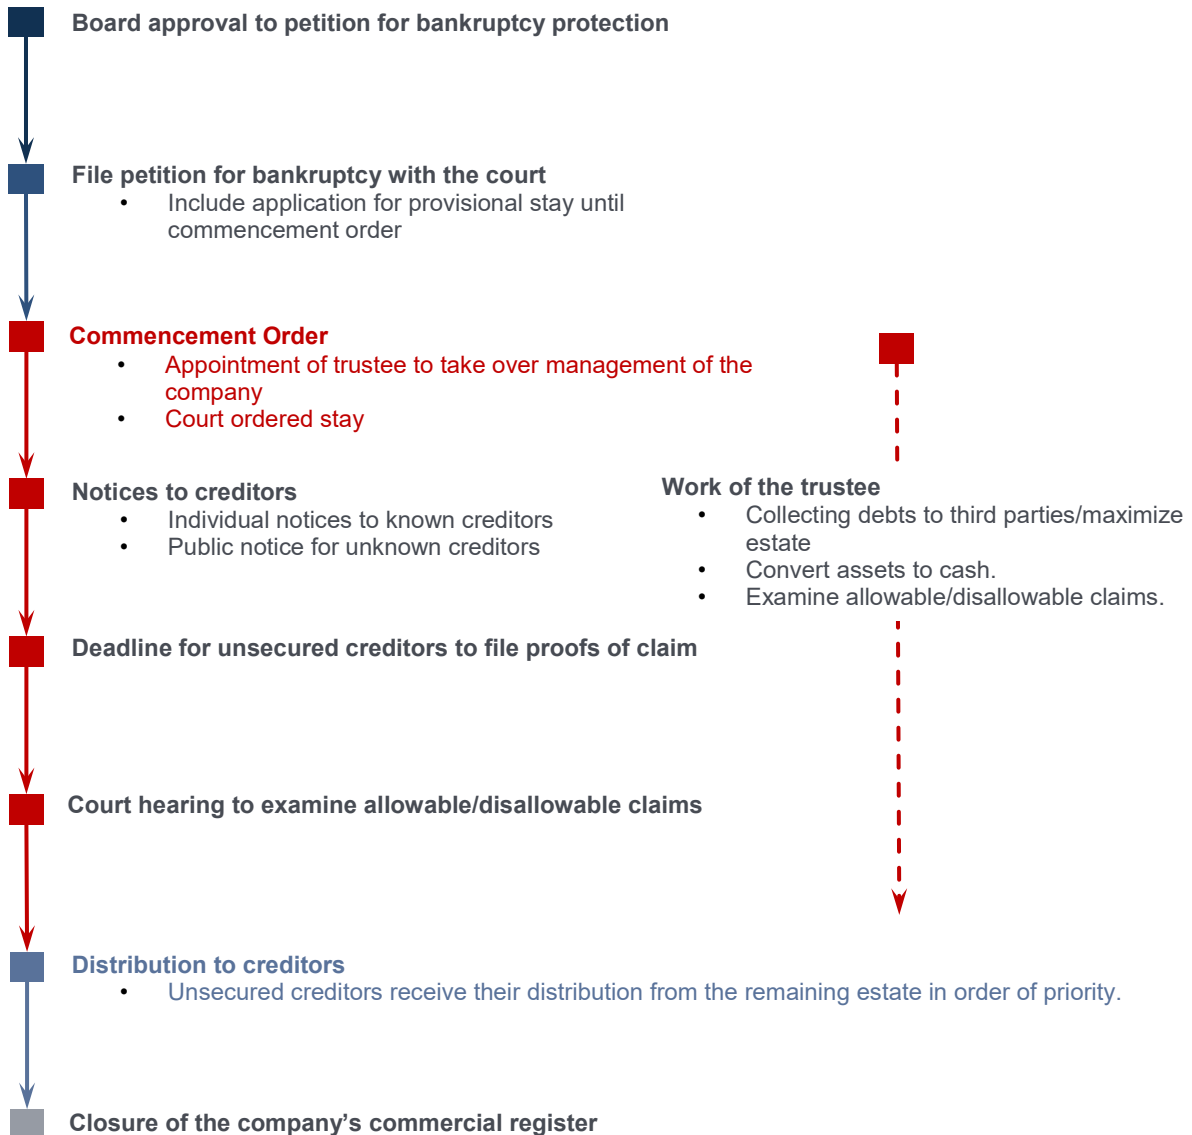 Board approval to petition for bankruptcy protection
File petition for bankruptcy with the court
• Include application for provisional stay until
commencement order
Commencement Order
• Appointment of trustee to take over management of the
company
• Court ordered stay
Notices to creditors
• Individual notices to known creditors
• Public notice for unknown creditors
Work of the trustee
• Collecting debts to third parties/maximize
estate
• Convert assets to cash.
• Examine allowable/disallowable claims.
Deadline for unsecured creditors to file proofs of claim
Court hearing to examine allowable/disallowable claims
Distribution to creditors
• Unsecured creditors receive their distribution from the remaining estate in order of priority.
Closure of the company’s commercial register